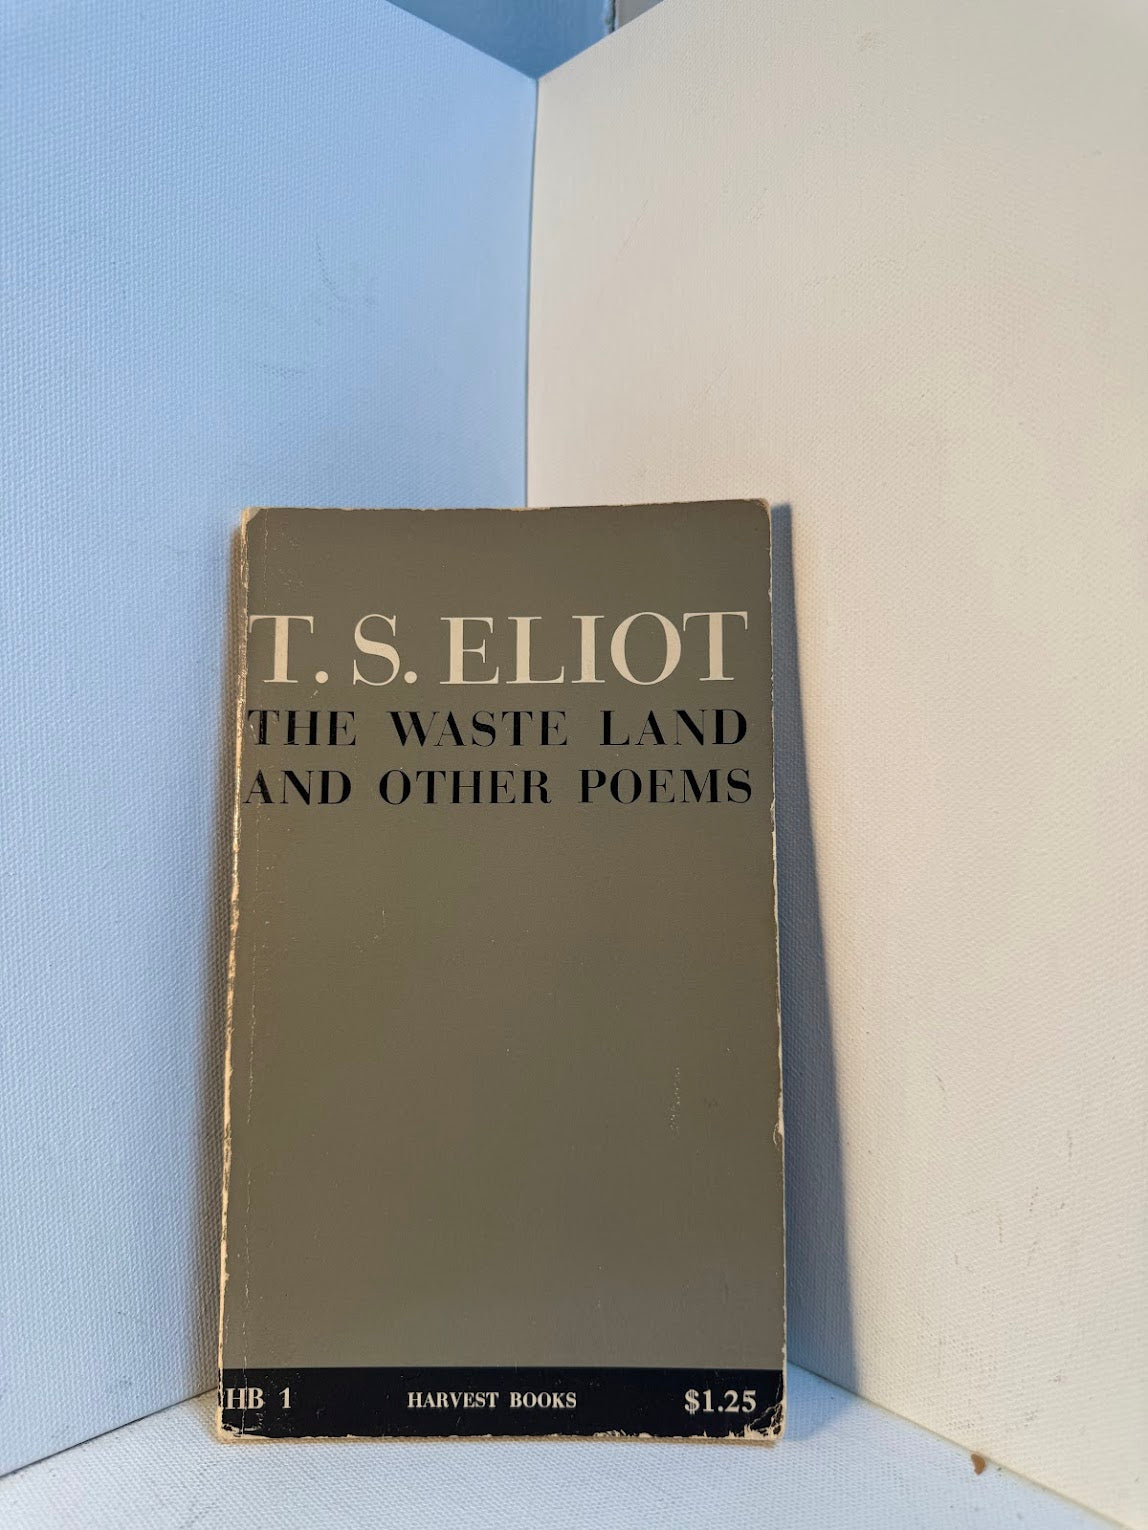 T. S. ELIOT
THE WASTE LAND
AND OTHER POEMS
HB 1 HARVEST BOOKS $1.25